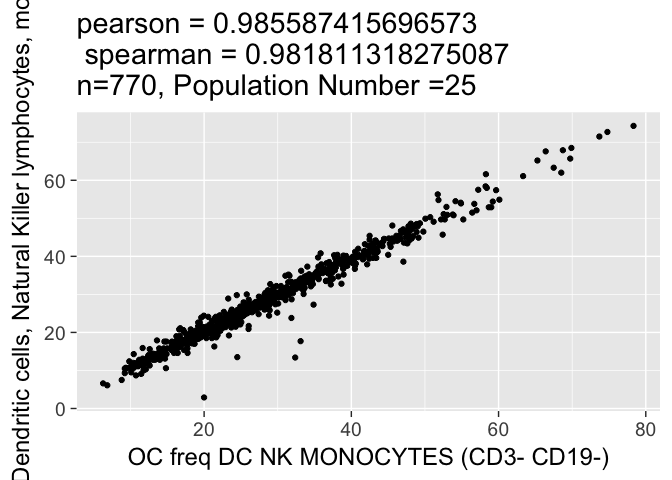 pearson = 0.985587415696573
spearman = 0.981811318275087
n=770, Population Number =25
Dendritic cells, Natural Killer lymphocytes,
60
40
20
0
20
40
60
80
OC freq DC NK MONOCYTES (CD3- CD19-)